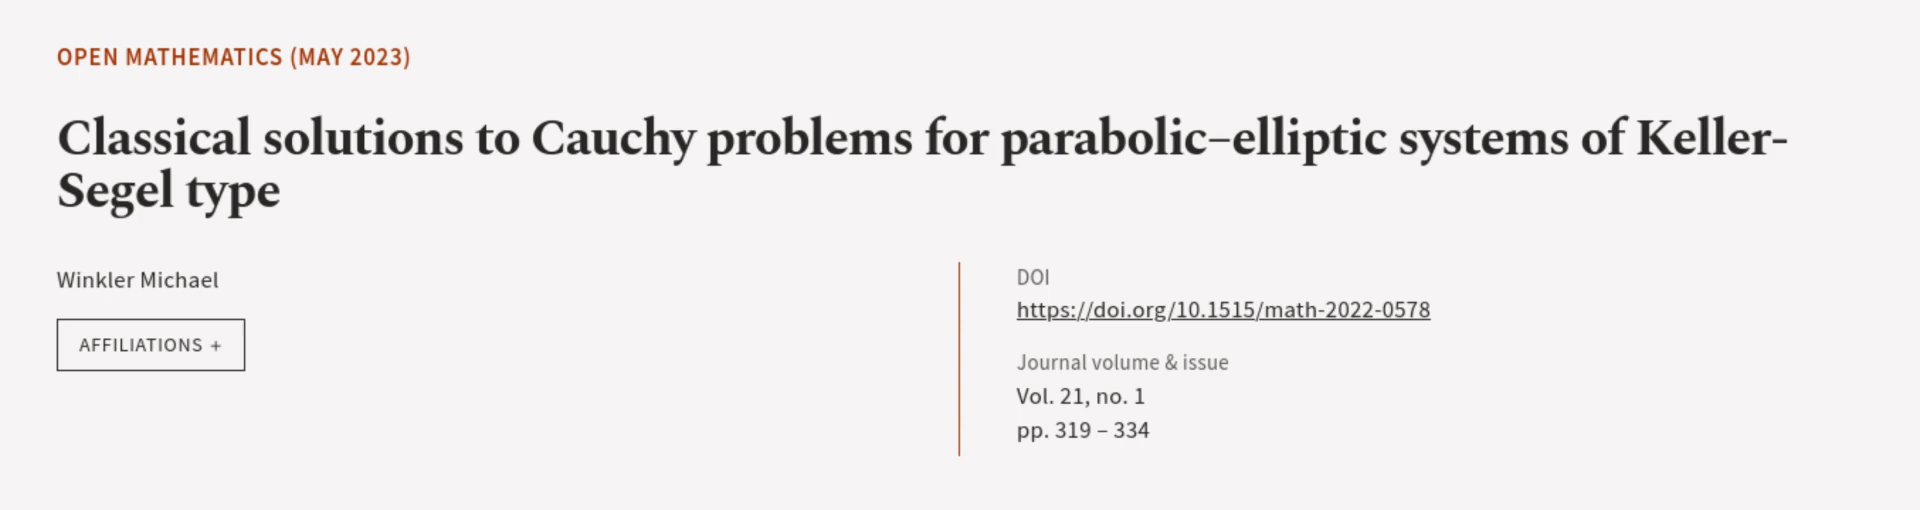 OPEN MATHEMATICS (MAY 2023)
Classical solutions to Cauchy problems for parabolic–elliptic systems of Keller-
Segel type
Winkler Michael
AFFILIATIONS +
DOI
https://doi.org/10.1515/math-2022-0578
Journal volume & issue
Vol. 21, no. 1
pp. 319 – 334